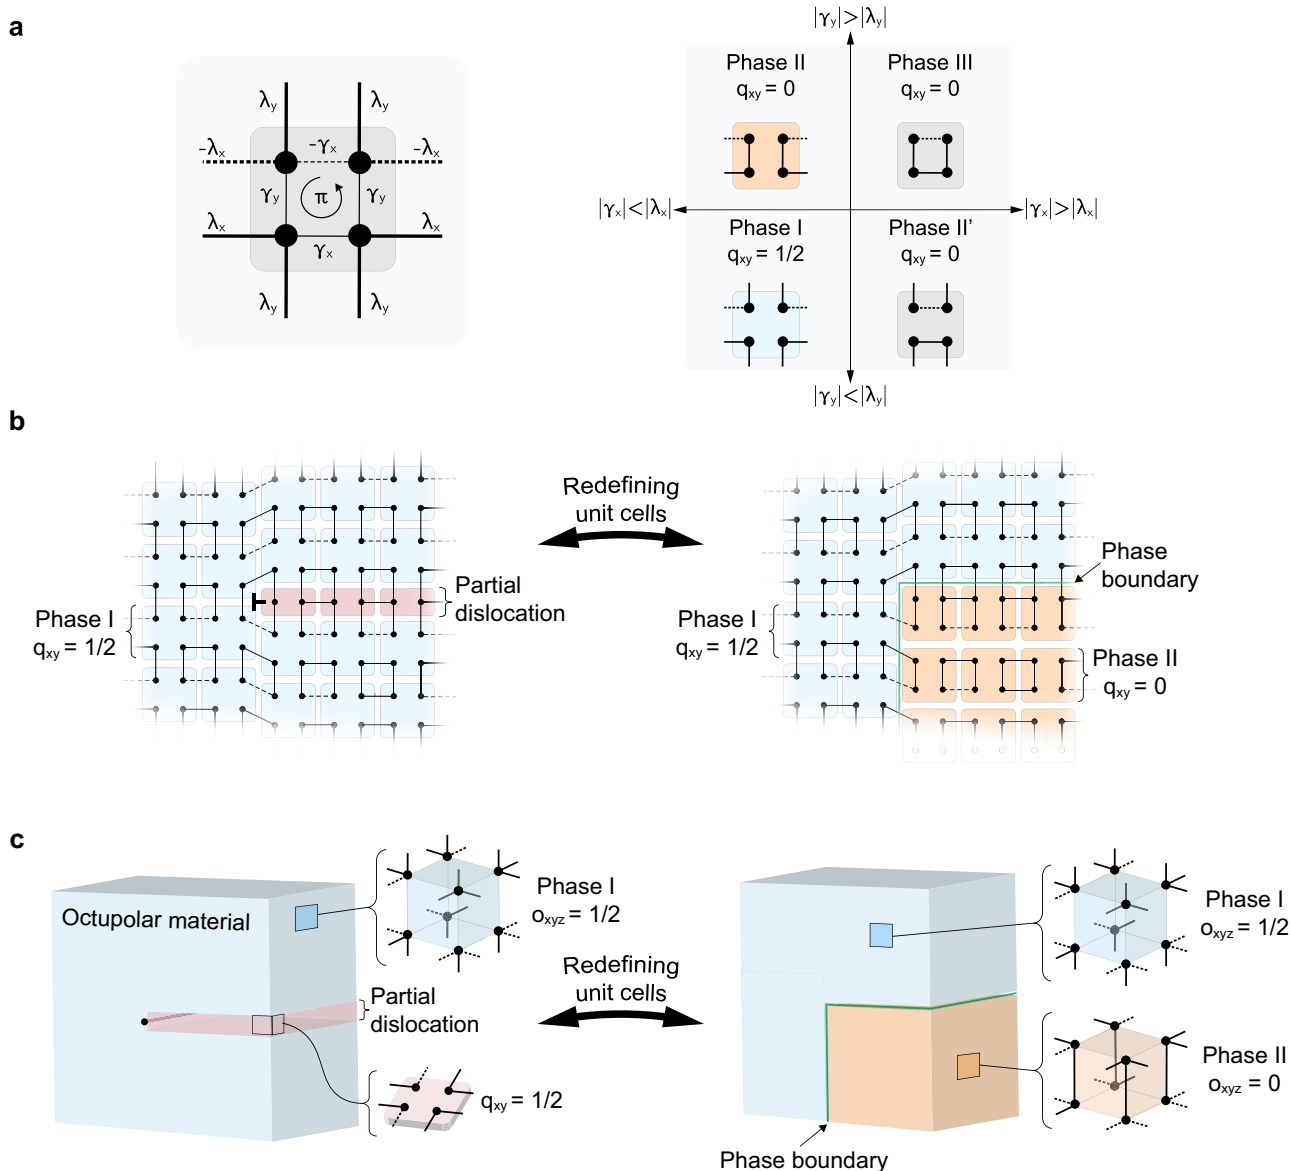 a
λy λy
-λx -γx -λx
γy π γy
λx γx λx
λy λy
|γy|>|λy|
Phase II
qxy = 0
Phase III
qxy = 0
|γx|<|λx|
|γx|>|λx|
Phase I
qxy = 1/2
Phase II'
qxy = 0
|γy|<|λy|
b
Phase I
qxy = 1/2
Partial
dislocation
Redefining
unit cells
Phase I
qxy = 1/2
Phase
boundary
Phase II
qxy = 0
c
Octupolar material
Phase I
oxyz = 1/2
Partial
dislocation
qxy = 1/2
Redefining
unit cells
Phase I
oxyz = 1/2
Phase II
oxyz = 0
Phase boundary